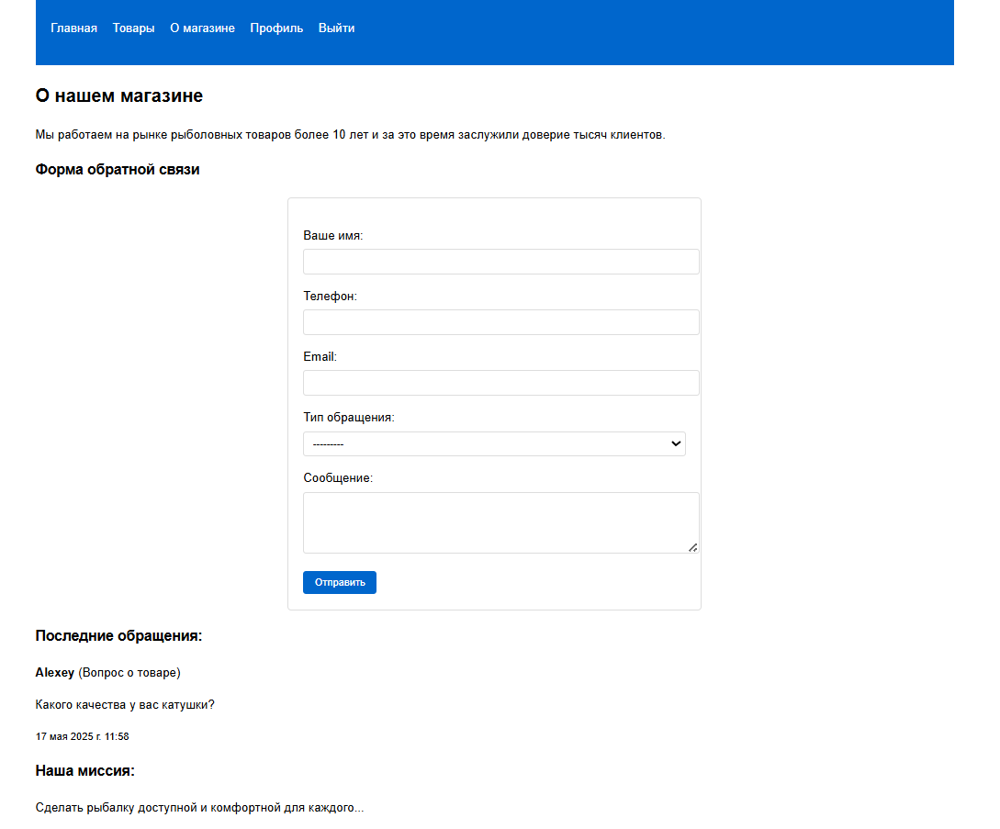 Главная Товары О магазине Профиль Выйти
О нашем магазине
Мы работаем на рынке рыболовных товаров более 10 лет и за это время заслужили доверие тысяч клиентов.
Форма обратной связи
Ваше имя:
Телефон:
Email:
Тип обращения:
---------
Сообщение:
Отправить
Последние обращения:
Alexey (Вопрос о товаре)
Какого качества у вас катушки?
17 мая 2025 г. 11:58
Наша миссия:
Сделать рыбалку доступной и комфортной для каждого...